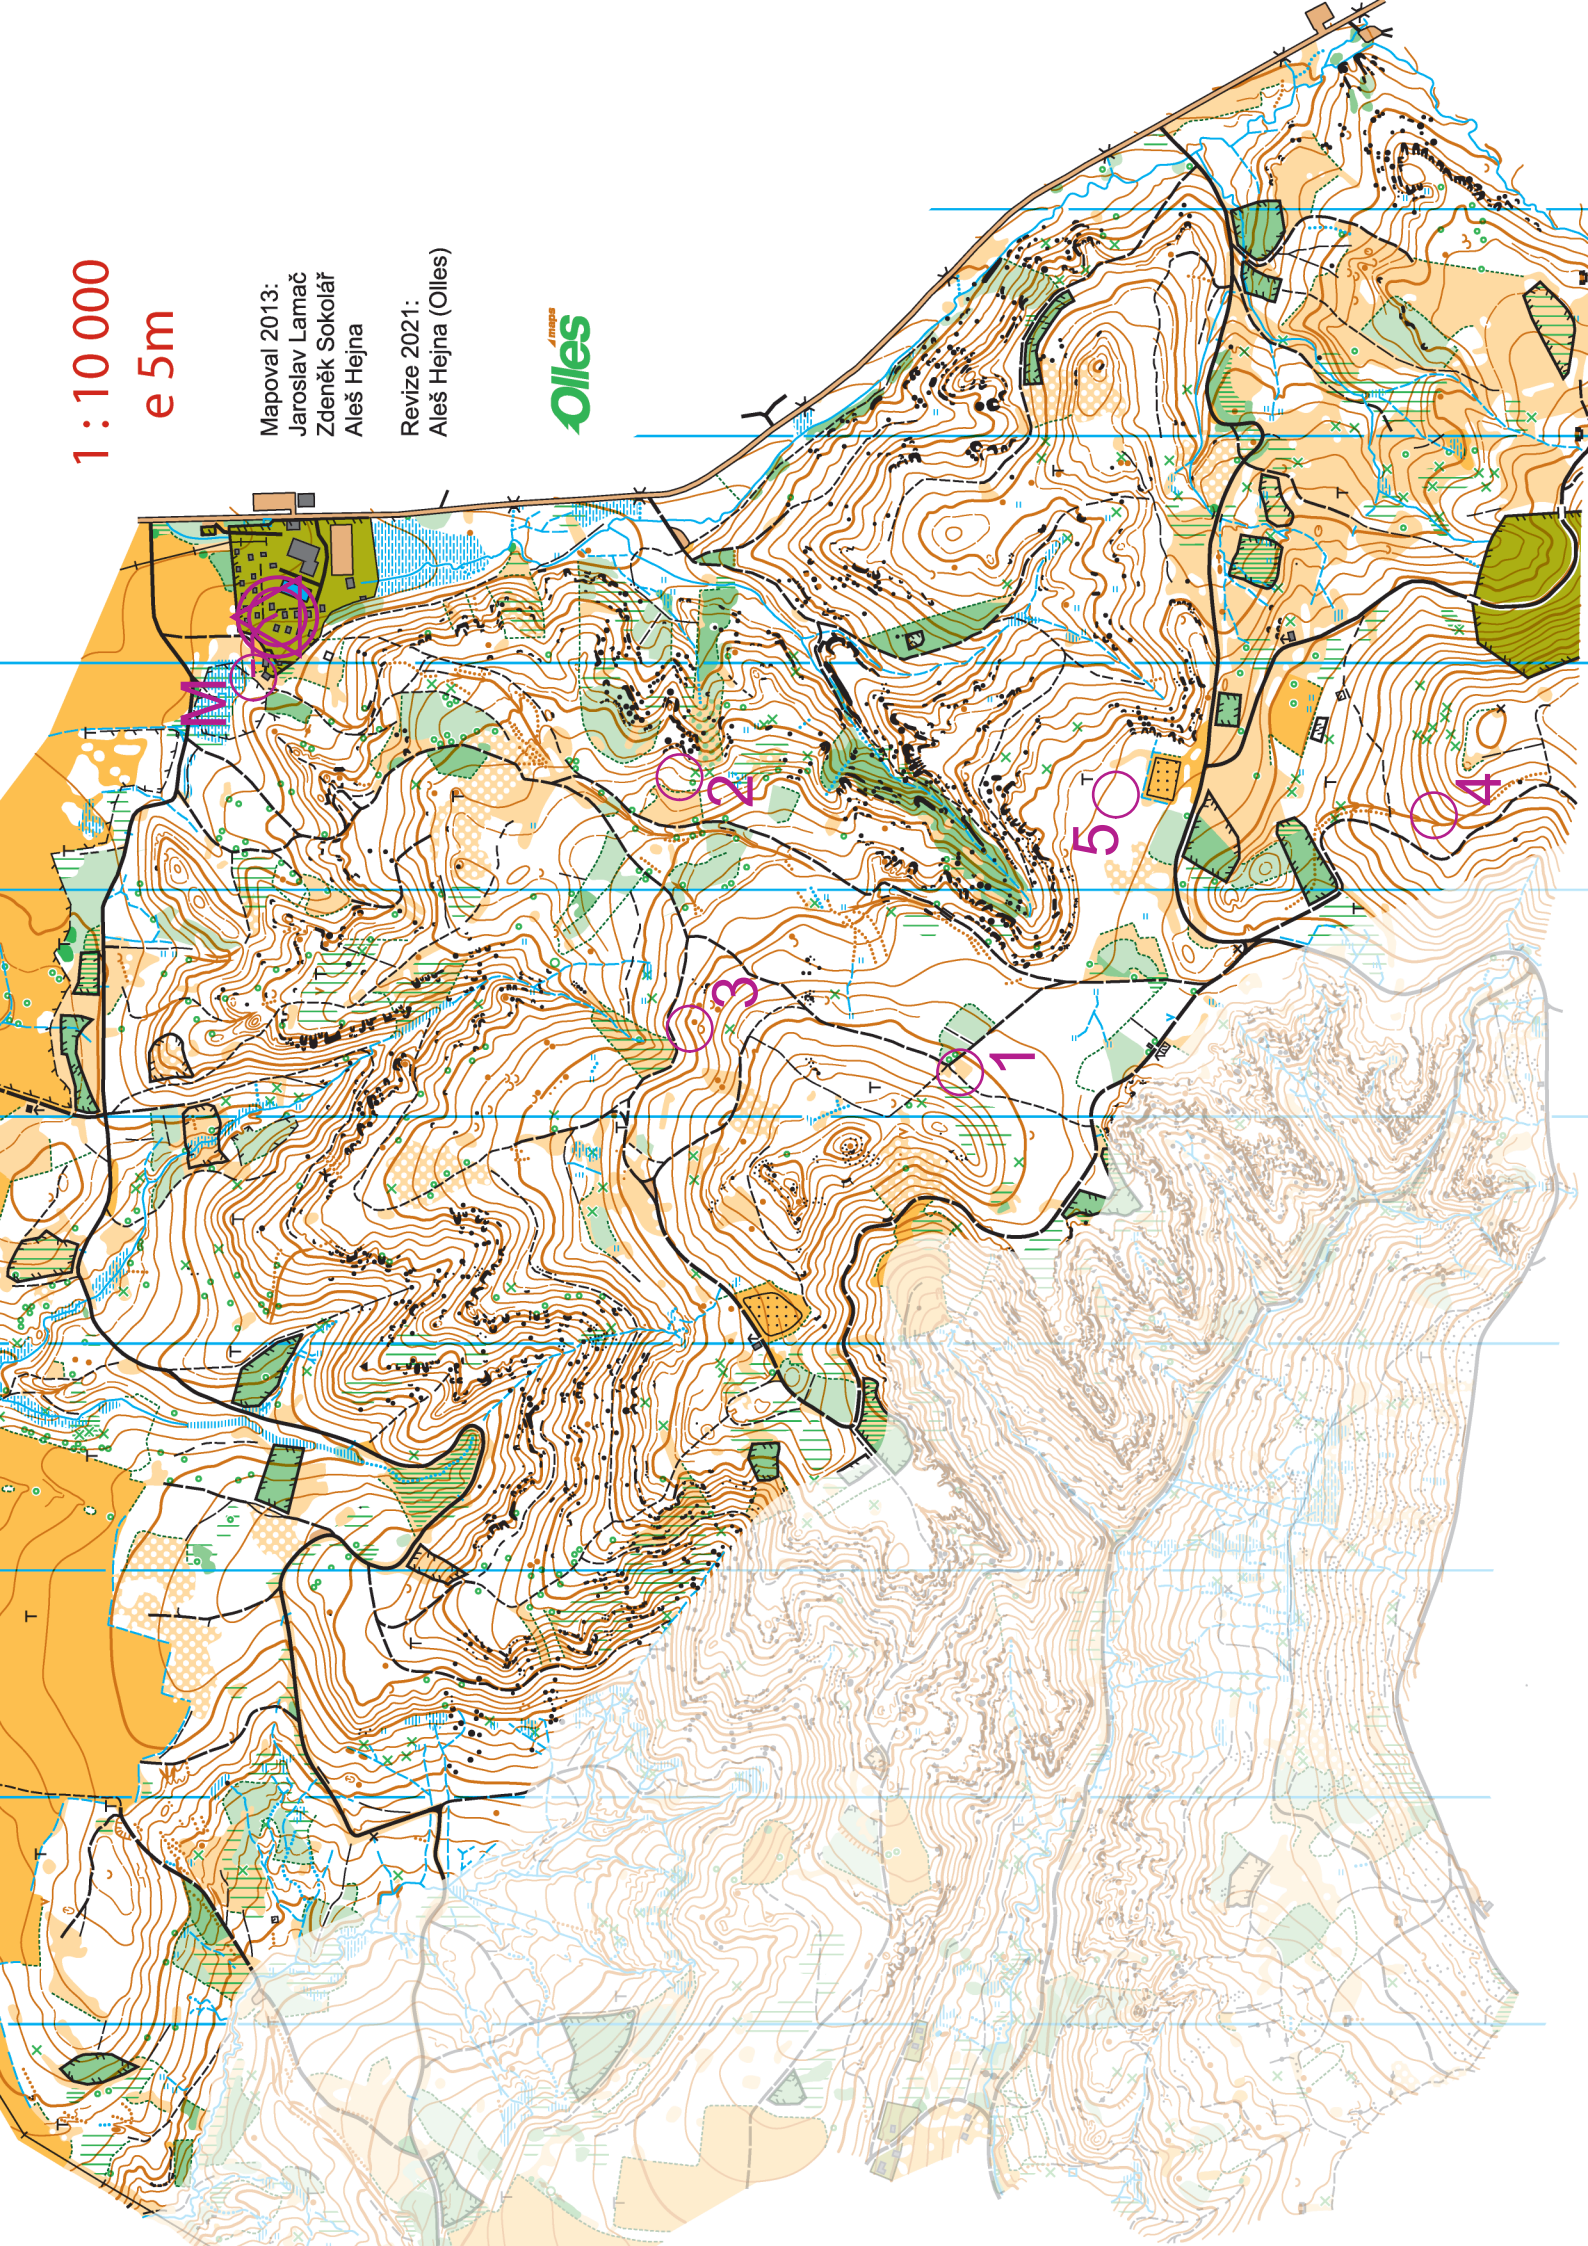 1 : 10 000
e 5m
Mapoval 2013:
Jaroslav Lamač
Zdeněk Sokolář
Aleš Hejna
Revize 2021:
Aleš Hejna (Olles)
Olles
maps
M
2
3
1
5
4